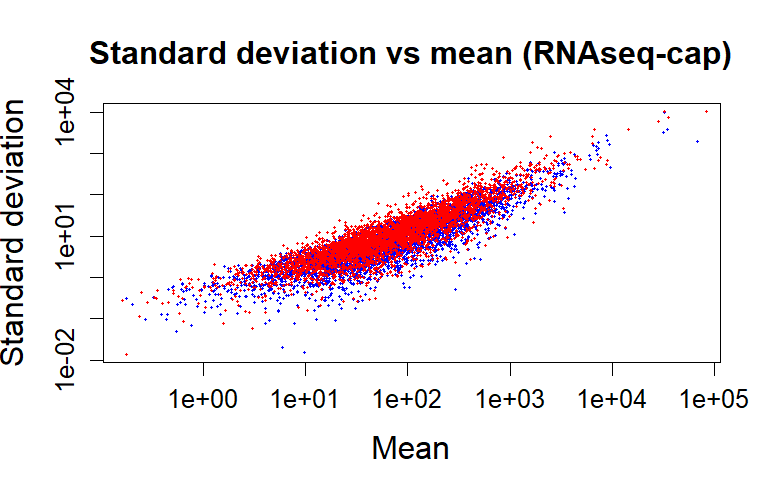 Standard deviation vs mean (RNAseq-cap)
Standard deviation
1e+04
1e+01
1e-02
1e+00 1e+01 1e+02 1e+03 1e+04 1e+05
Mean